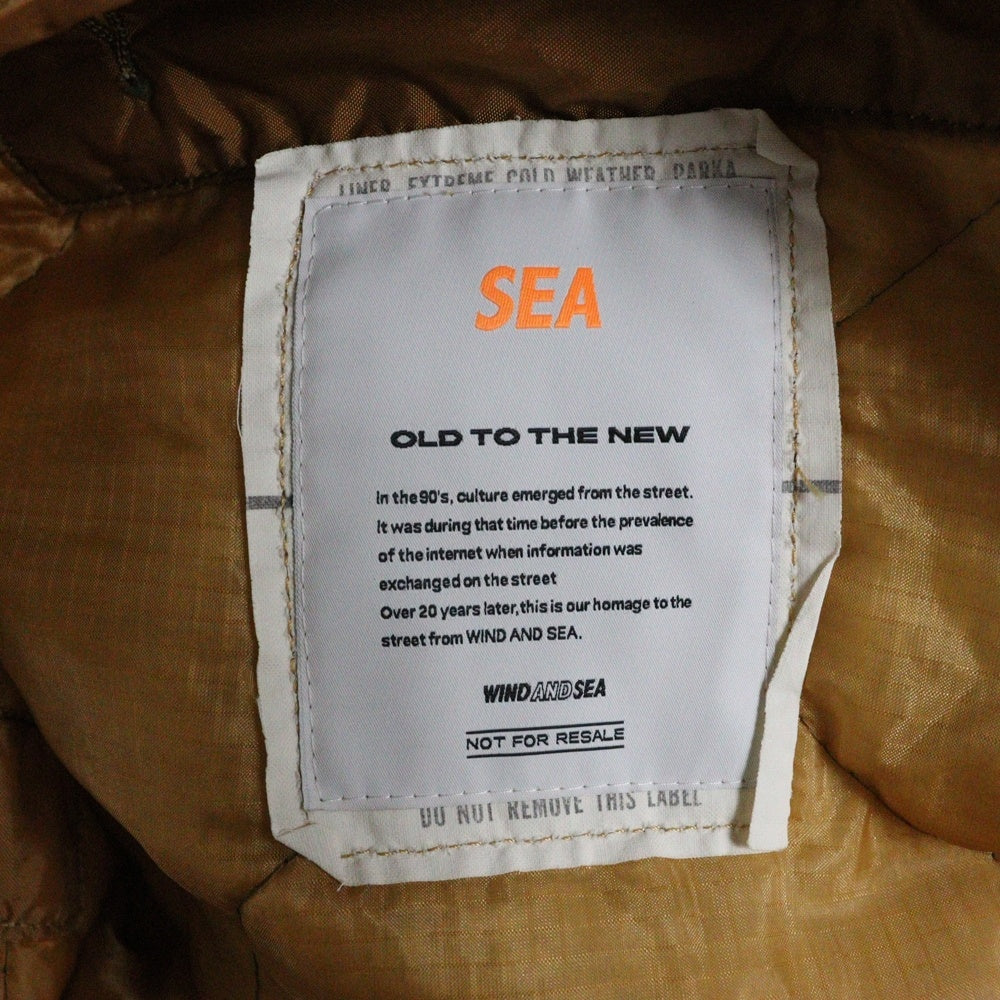 LINER, EXTREME COLD WEATHER PARKA
SEA
OLD TO THE NEW
In the 90's, culture emerged from the street.
It was during that time before the prevalence
of the internet when information was
exchanged on the street
Over 20 years later,this is our homage to the
street from WIND AND SEA.
WINDANDSEA
NOT FOR RESALE
DO NOT REMOVE THIS LABEL